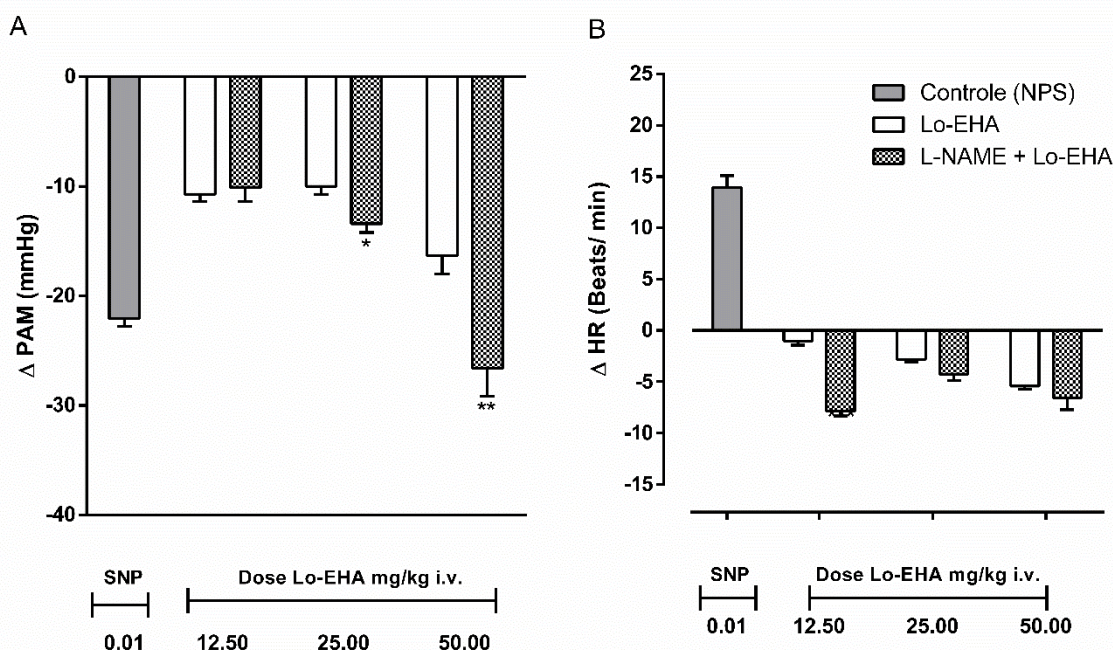 A
Δ PAM (mmHg)
0
-10
-20
-30
-40
*
**
SNP
Dose Lo-EHA mg/kg i.v.
0.01
12.50
25.00
50.00
B
Δ HR (Beats/ min)
25
20
15
10
5
0
-5
-10
-15
Controle (NPS)
Lo-EHA
L-NAME + Lo-EHA
SNP
Dose Lo-EHA mg/kg i.v.
0.01
12.50
25.00
50.00